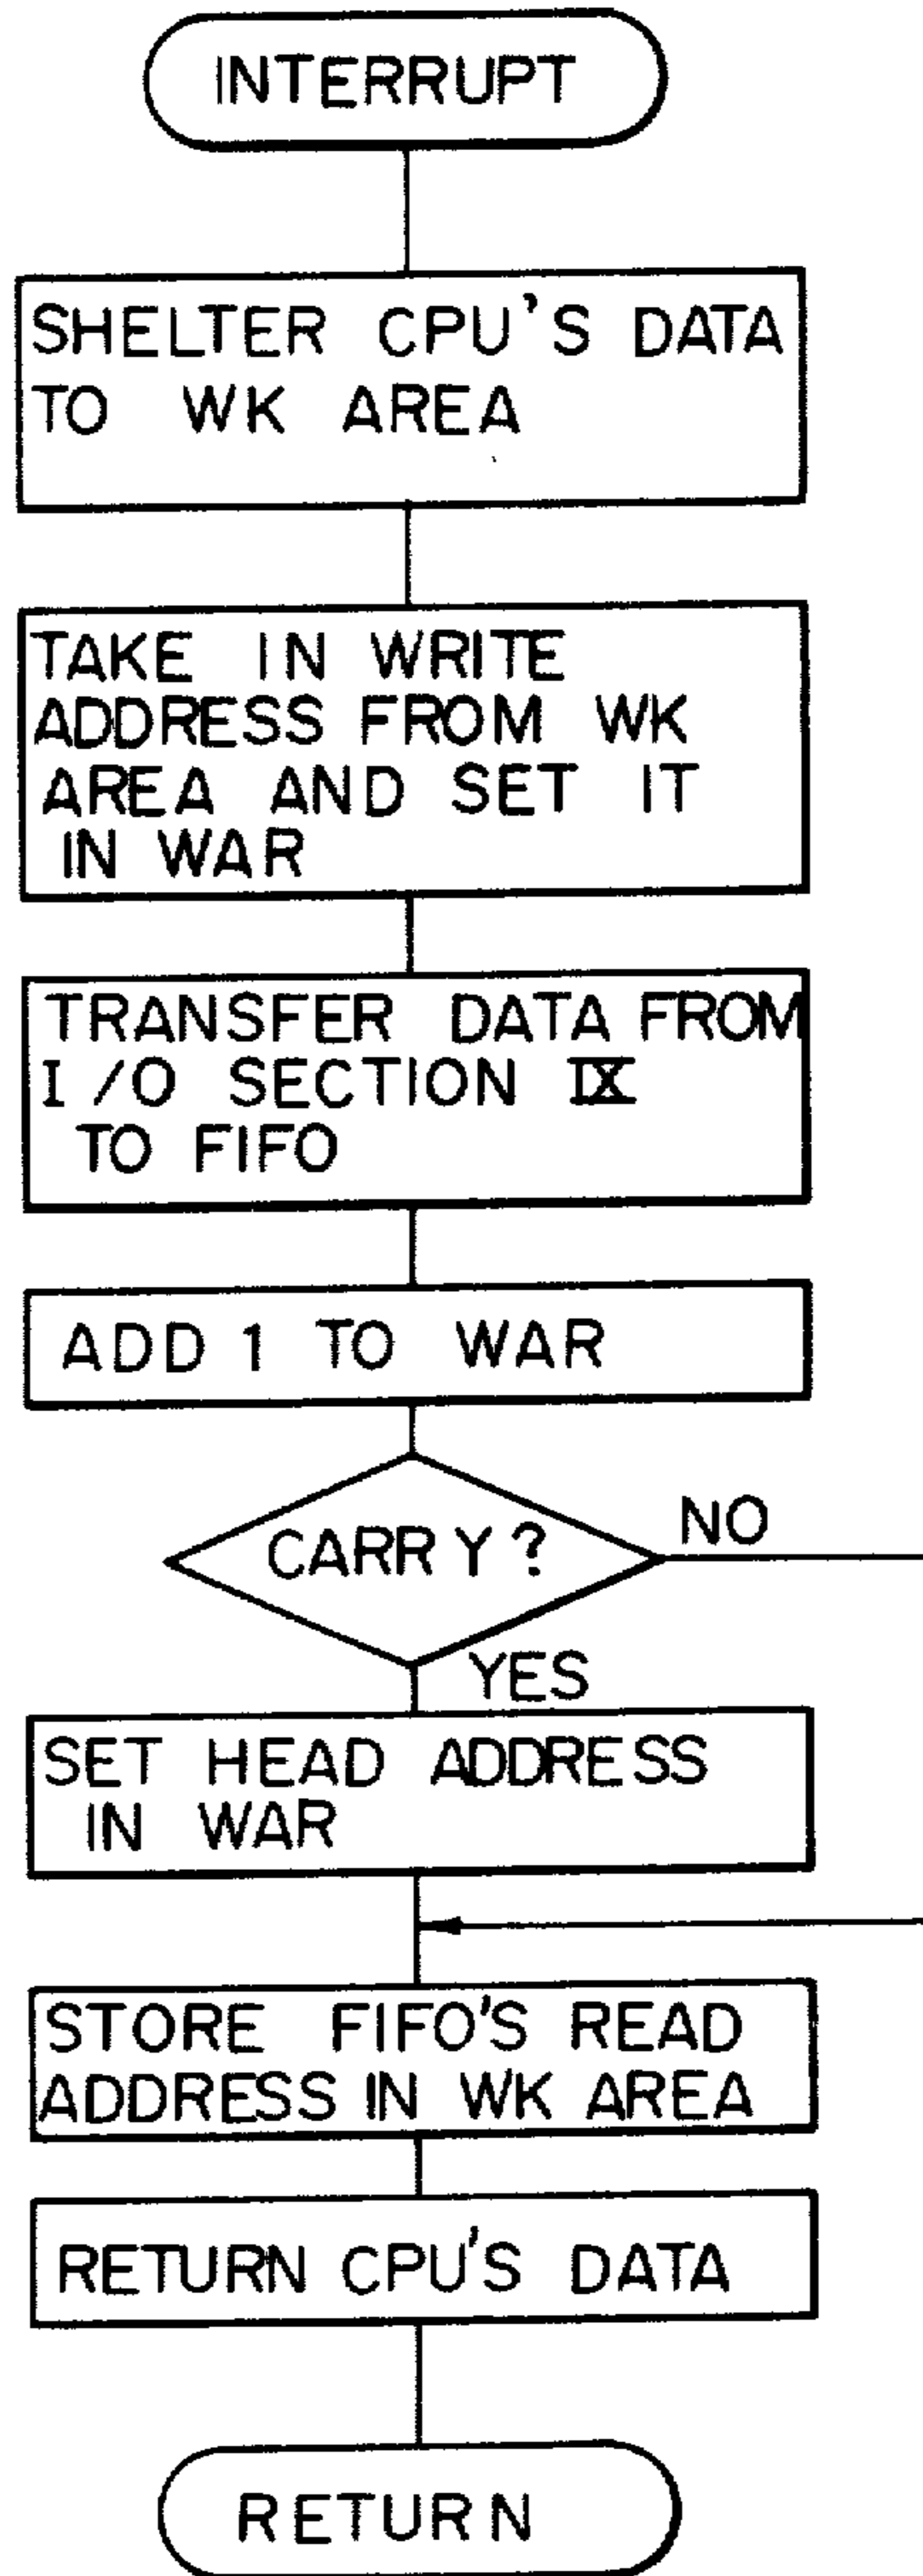 INTERRUPT
SHELTER CPU'S DATA
TO WK AREA
TAKE IN WRITE
ADDRESS FROM WK
AREA AND SET IT
IN WAR
TRANSFER DATA FROM
I/O SECTION IX
TO FIFO
ADD 1 TO WAR
CARRY?
NO
YES
SET HEAD ADDRESS
IN WAR
STORE FIFO'S READ
ADDRESS IN WK AREA
RETURN CPU'S DATA
RETURN